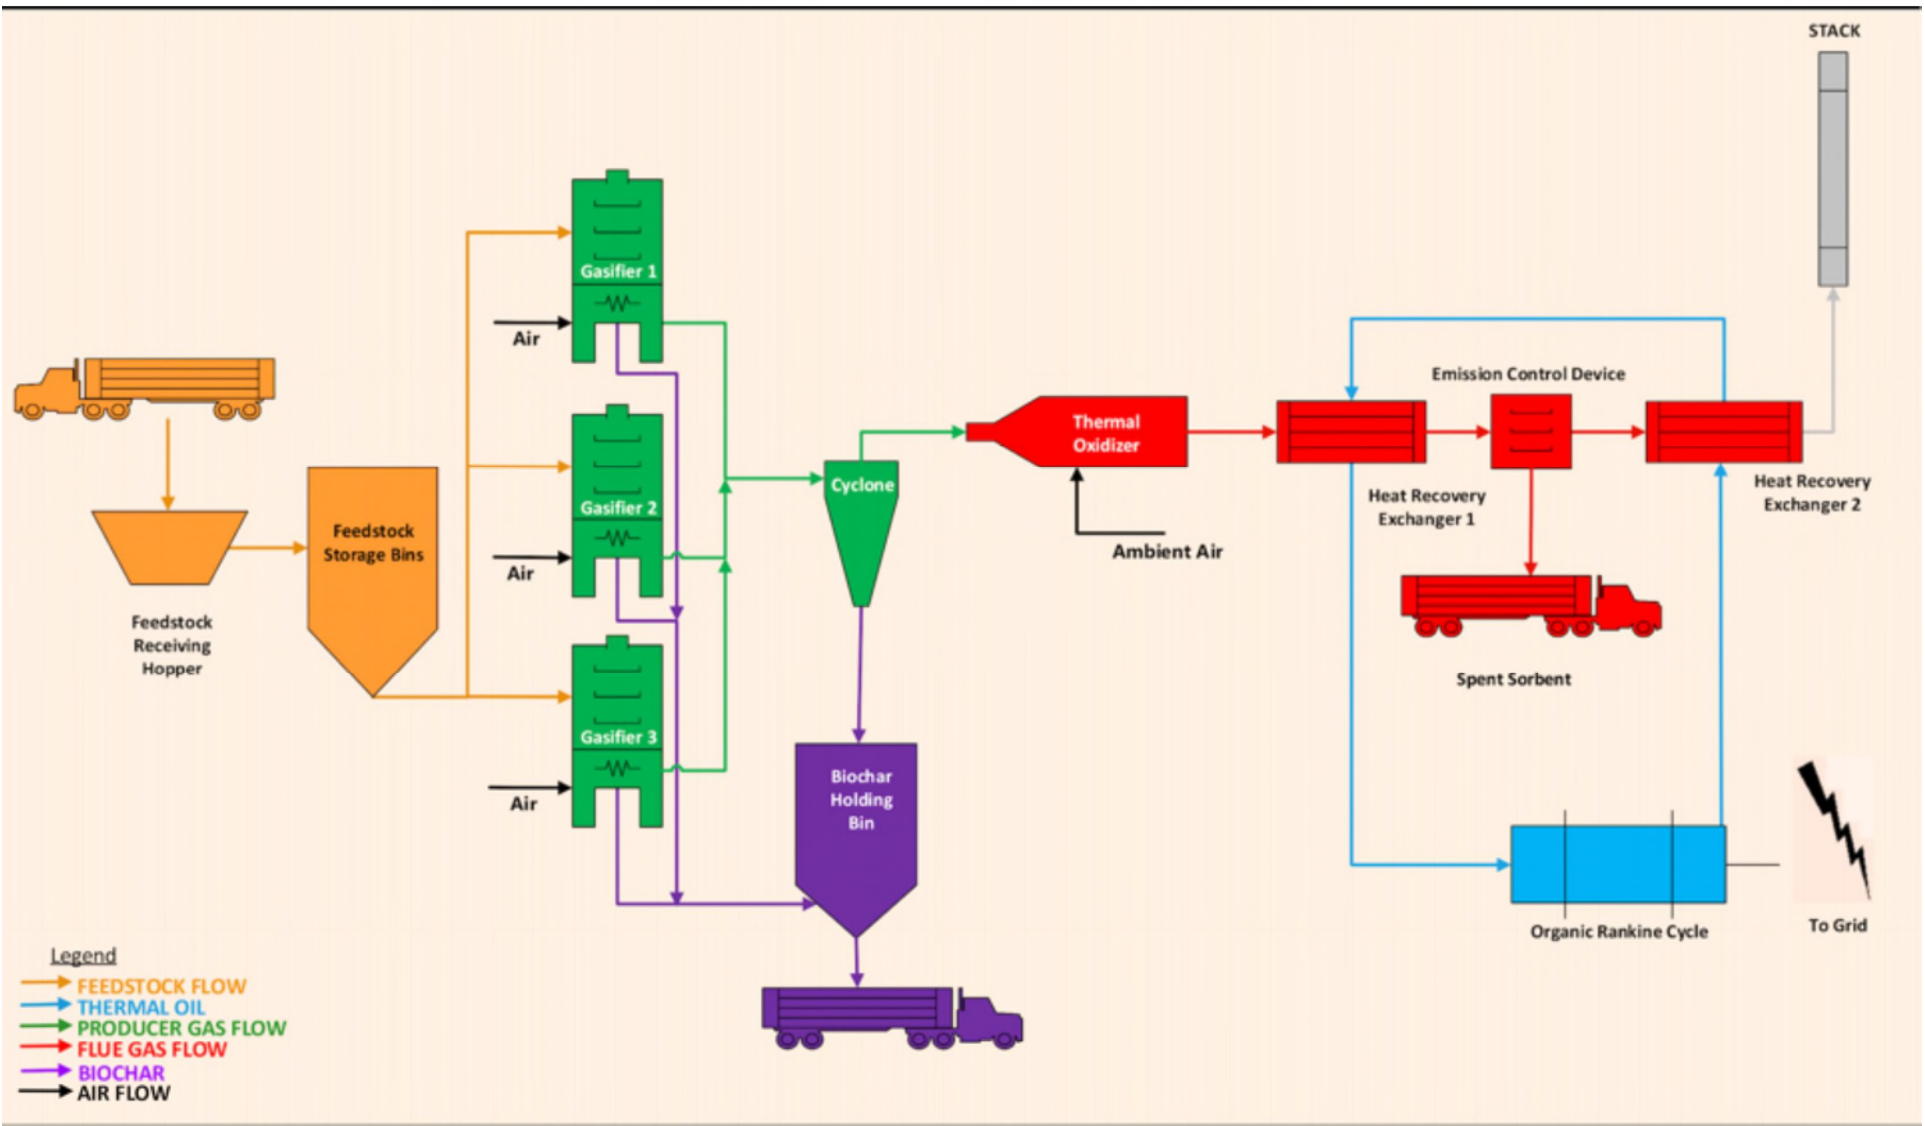 STACK
Gasifier 1
Air
Gasifier 2
Air
Gasifier 3
Air
Feedstock
Storage Bins
Feedstock
Receiving
Hopper
Cyclone
Biochar
Holding
Bin
Thermal
Oxidizer
Ambient Air
Emission Control Device
Heat Recovery
Exchanger 1
Heat Recovery
Exchanger 2
Spent Sorbent
Organic Rankine Cycle
To Grid
Legend
FEEDSTOCK FLOW
THERMAL OIL
PRODUCER GAS FLOW
FLUE GAS FLOW
BIOCHAR
AIR FLOW